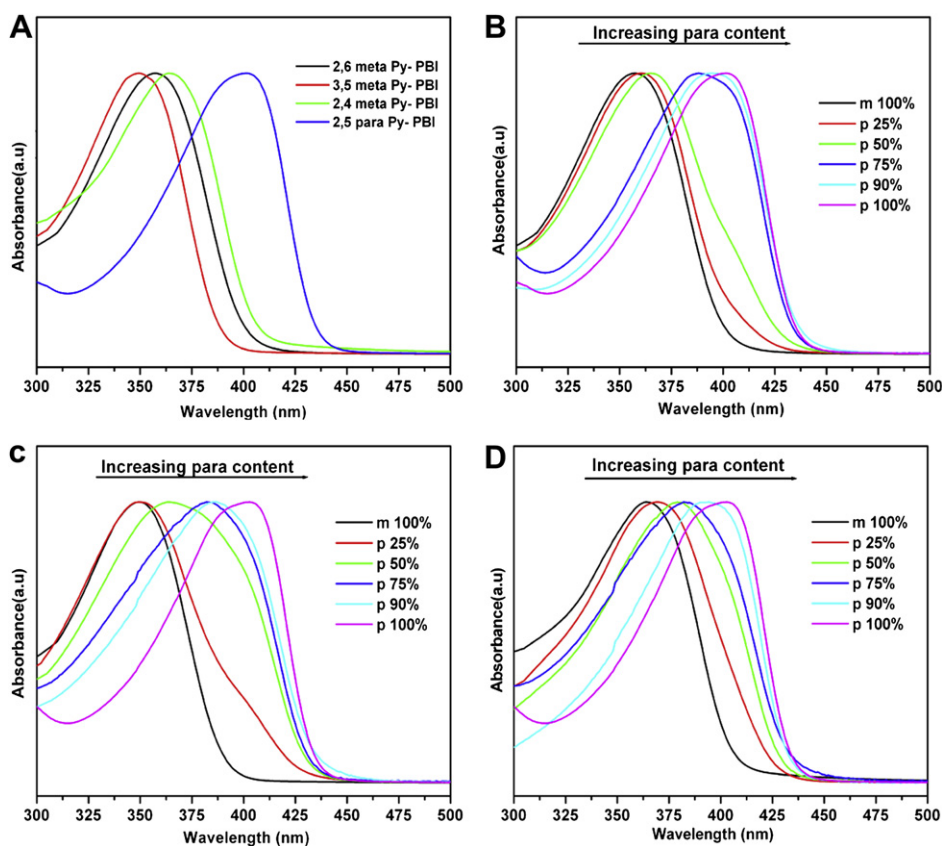 A
2,6 meta Py- PBI
3,5 meta Py- PBI
2,4 meta Py- PBI
2,5 para Py- PBI
Absorbance(a.u)
300 325 350 375 400 425 450 475 500
Wavelength (nm)
B
Increasing para content
m 100%
p 25%
p 50%
p 75%
p 90%
p 100%
Absorbance(a.u)
300 325 350 375 400 425 450 475 500
Wavelength (nm)
C
Increasing para content
m 100%
p 25%
p 50%
p 75%
p 90%
p 100%
Absorbance(a.u)
300 325 350 375 400 425 450 475 500
Wavelength (nm)
D
Increasing para content
m 100%
p 25%
p 50%
p 75%
p 90%
p 100%
Absorbance(a.u)
300 325 350 375 400 425 450 475 500
Wavelength (nm)